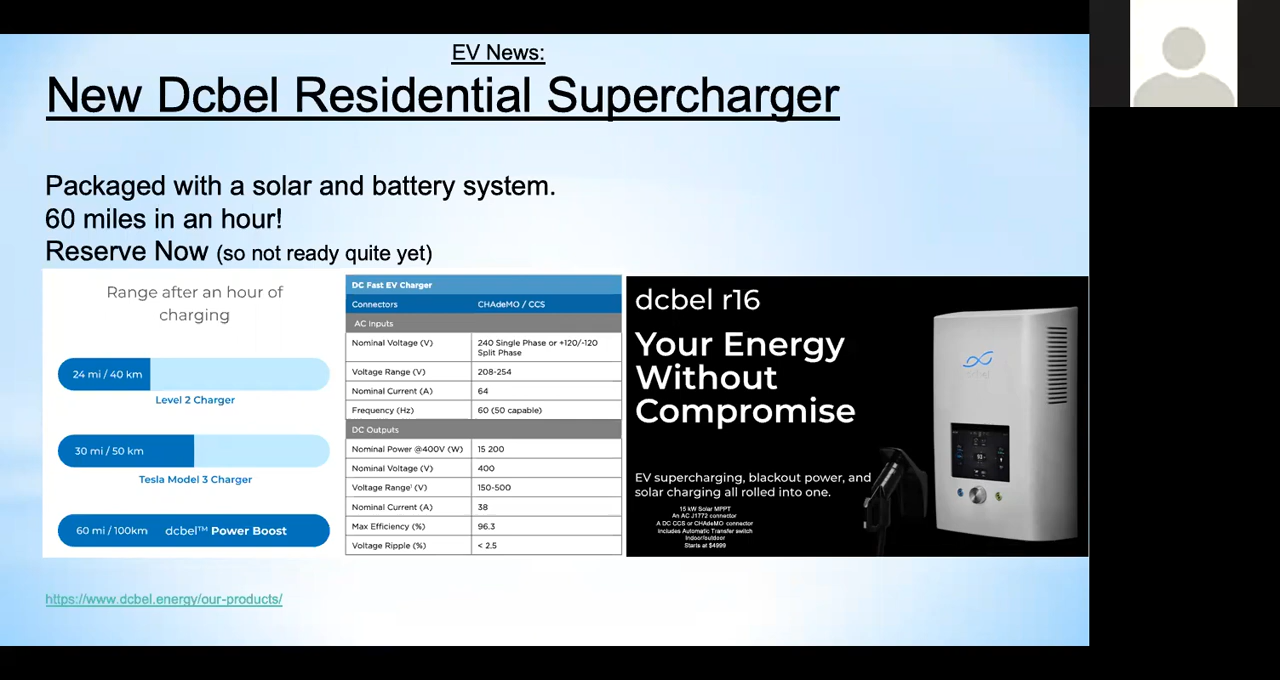 EV News:
New Dcbel Residential Supercharger
Packaged with a solar and battery system.
60 miles in an hour!
Reserve Now (so not ready quite yet)
Range after an hour of
charging
24 mi / 40 km
Level 2 Charger
30 mi / 50 km
Tesla Model 3 Charger
60 mi / 100km dcbel™ Power Boost
DC Fast EV Charger
Connectors CHAdeMO / CCS
AC Inputs
Nominal Voltage (V) 240 Single Phase or +120/-120
Split Phase
Voltage Range (V) 208-254
Nominal Current (A) 64
Frequency (Hz) 60 (50 capable)
DC Outputs
Nominal Power @400V (W) 15 200
Nominal Voltage (V) 400
Voltage Range¹ (V) 150-500
Nominal Current (A) 38
Max Efficiency (%) 96.3
Voltage Ripple (%) < 2.5
dcbel r16
Your Energy
Without
Compromise
EV supercharging, blackout power, and
solar charging all rolled into one.
15 kW Solar MPPT
An AC J1772 connector
A DC CCS or CHAdeMO connector
Includes Automatic Transfer switch
Indoor/outdoor
Starts at $4999
https://www.dcbel.energy/our-products/